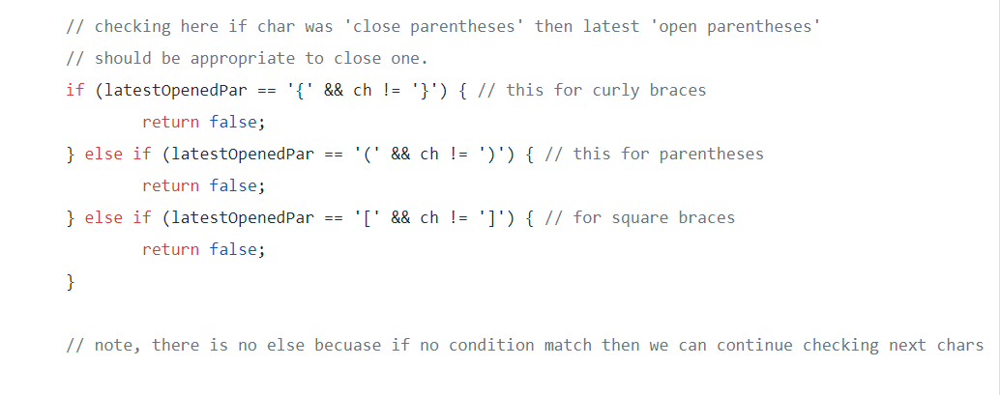 // checking here if char was 'close parentheses' then latest 'open parentheses'
// should be appropriate to close one.
if (latestOpenedPar == '{' && ch != '}') { // this for curly braces
return false;
} else if (latestOpenedPar == '(' && ch != ')') { // this for parentheses
return false;
} else if (latestOpenedPar == '[' && ch != ']') { // for square braces
return false;
}
// note, there is no else becuase if no condition match then we can continue checking next chars